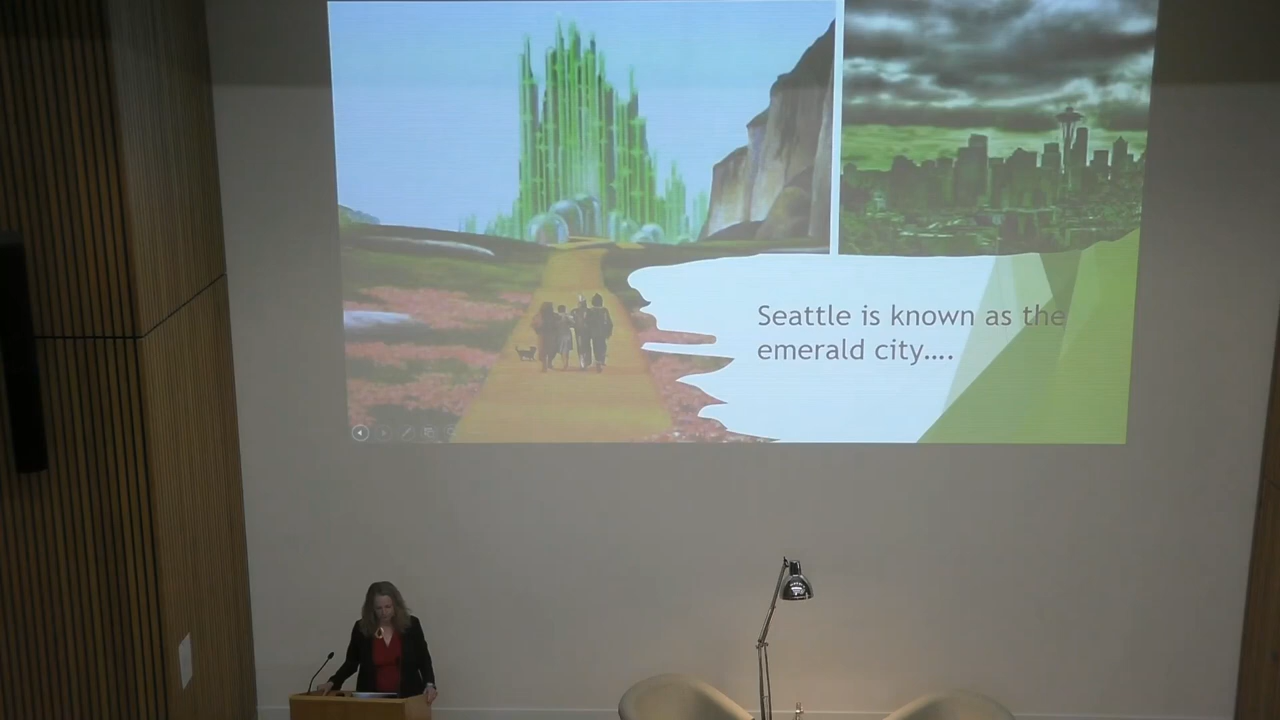 Seattle is known as the
emerald city....